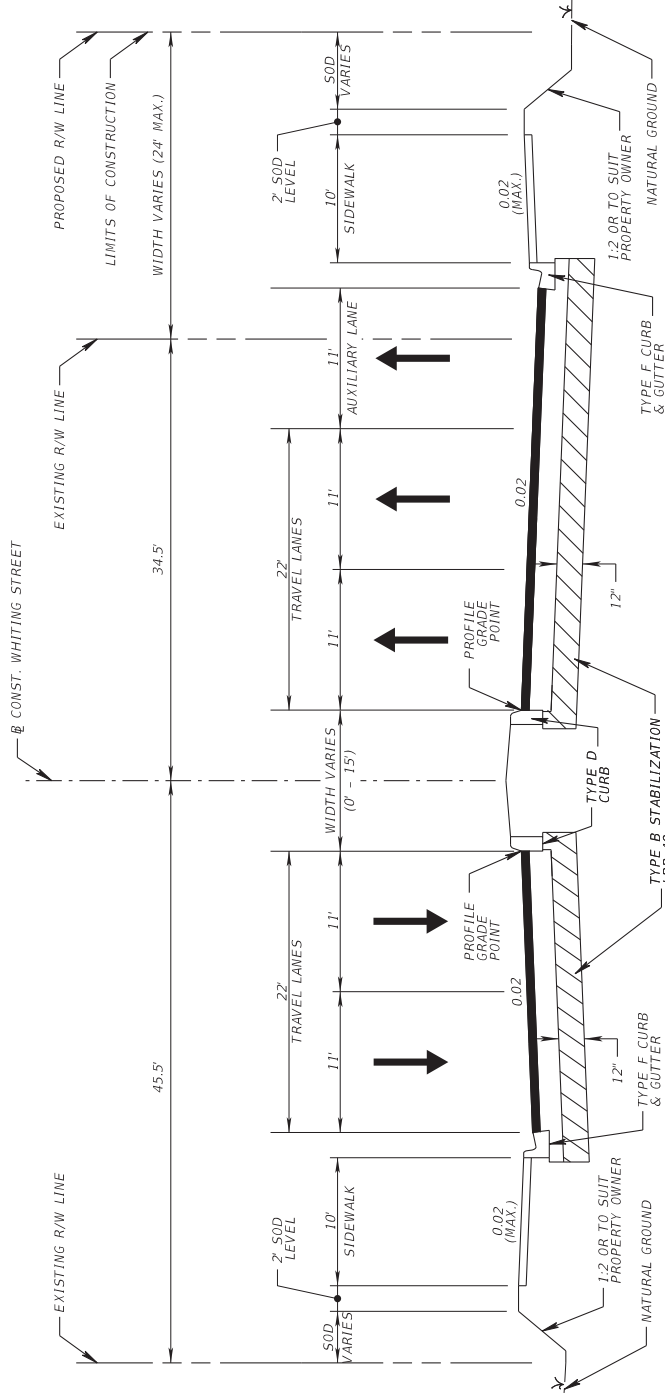 ℄ CONST. WHITING STREET
EXISTING R/W LINE
EXISTING R/W LINE
PROPOSED R/W LINE
LIMITS OF CONSTRUCTION
45.5'
34.5'
WIDTH VARIES (24' MAX.)
2' SOD
LEVEL
22'
TRAVEL LANES
22'
TRAVEL LANES
2' SOD
LEVEL
SOD
VARIES
10'
SIDEWALK
11'
11'
WIDTH VARIES
(0' - 15')
11'
11'
11'
AUXILIARY LANE
10'
SIDEWALK
SOD
VARIES
PROFILE
GRADE
POINT
PROFILE
GRADE
POINT
0.02
(MAX.)
0.02
0.02
0.02
(MAX.)
1:2 OR TO SUIT
PROPERTY OWNER
12"
TYPE D
CURB
12"
1:2 OR TO SUIT
PROPERTY OWNER
NATURAL GROUND
TYPE F CURB
& GUTTER
TYPE B STABILIZATION
TYPE F CURB
& GUTTER
NATURAL GROUND